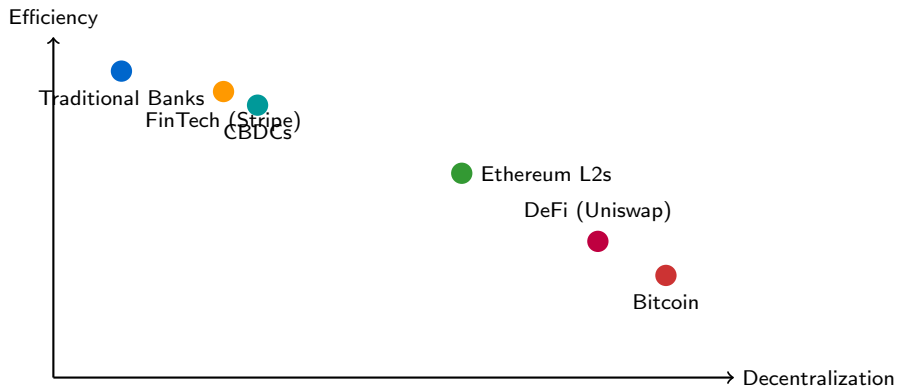 Efficiency
Traditional Banks
FinTech (Stripe)
CBDCs
Ethereum L2s
DeFi (Uniswap)
Bitcoin
Decentralization